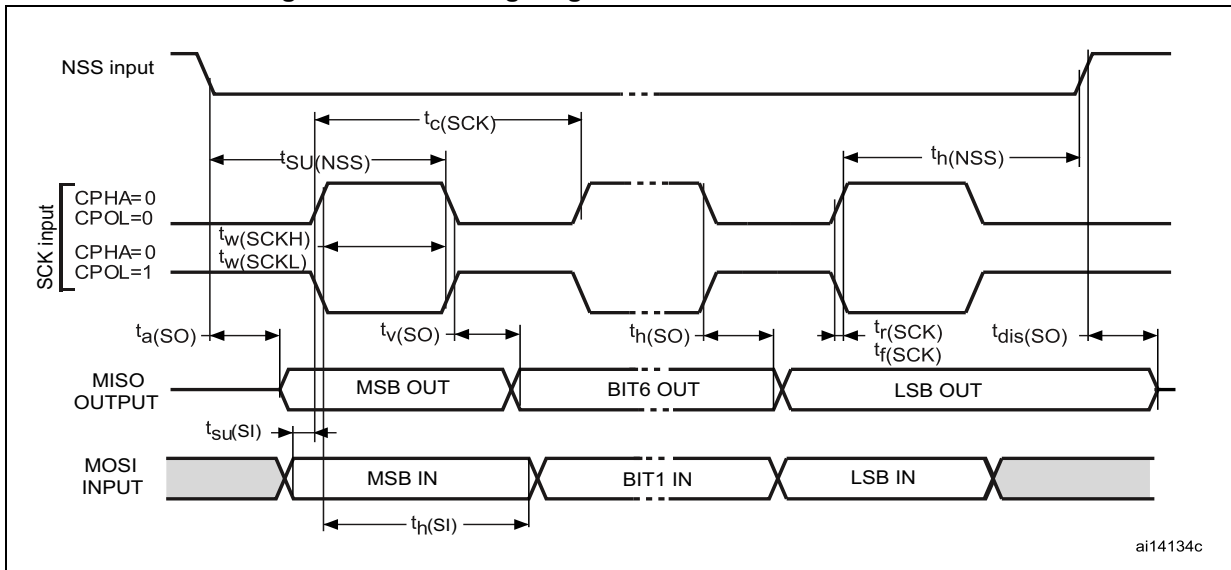 NSS input
tc(SCK)
tSU(NSS)
th(NSS)
SCK input
CPHA=0
CPOL=0
tw(SCKH)
CPHA=0
tw(SCKL)
CPOL=1
ta(SO)
tv(SO)
th(SO)
tr(SCK)
tf(SCK)
tdis(SO)
MISO
OUTPUT
MSB OUT
BIT6 OUT
LSB OUT
tsu(SI)
MOSI
INPUT
MSB IN
BIT1 IN
LSB IN
th(SI)
ai14134c